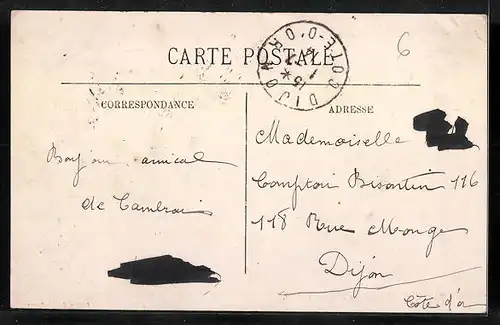 6
CARTE POSTALE
DIJON
CÔTE-D'OR
CORRESPONDANCE
ADRESSE
Mademoiselle
Bonjour amical
Comptoir Bisontin 116
de Cambrai
118 Rue Monge
Dijon
Côte d'or